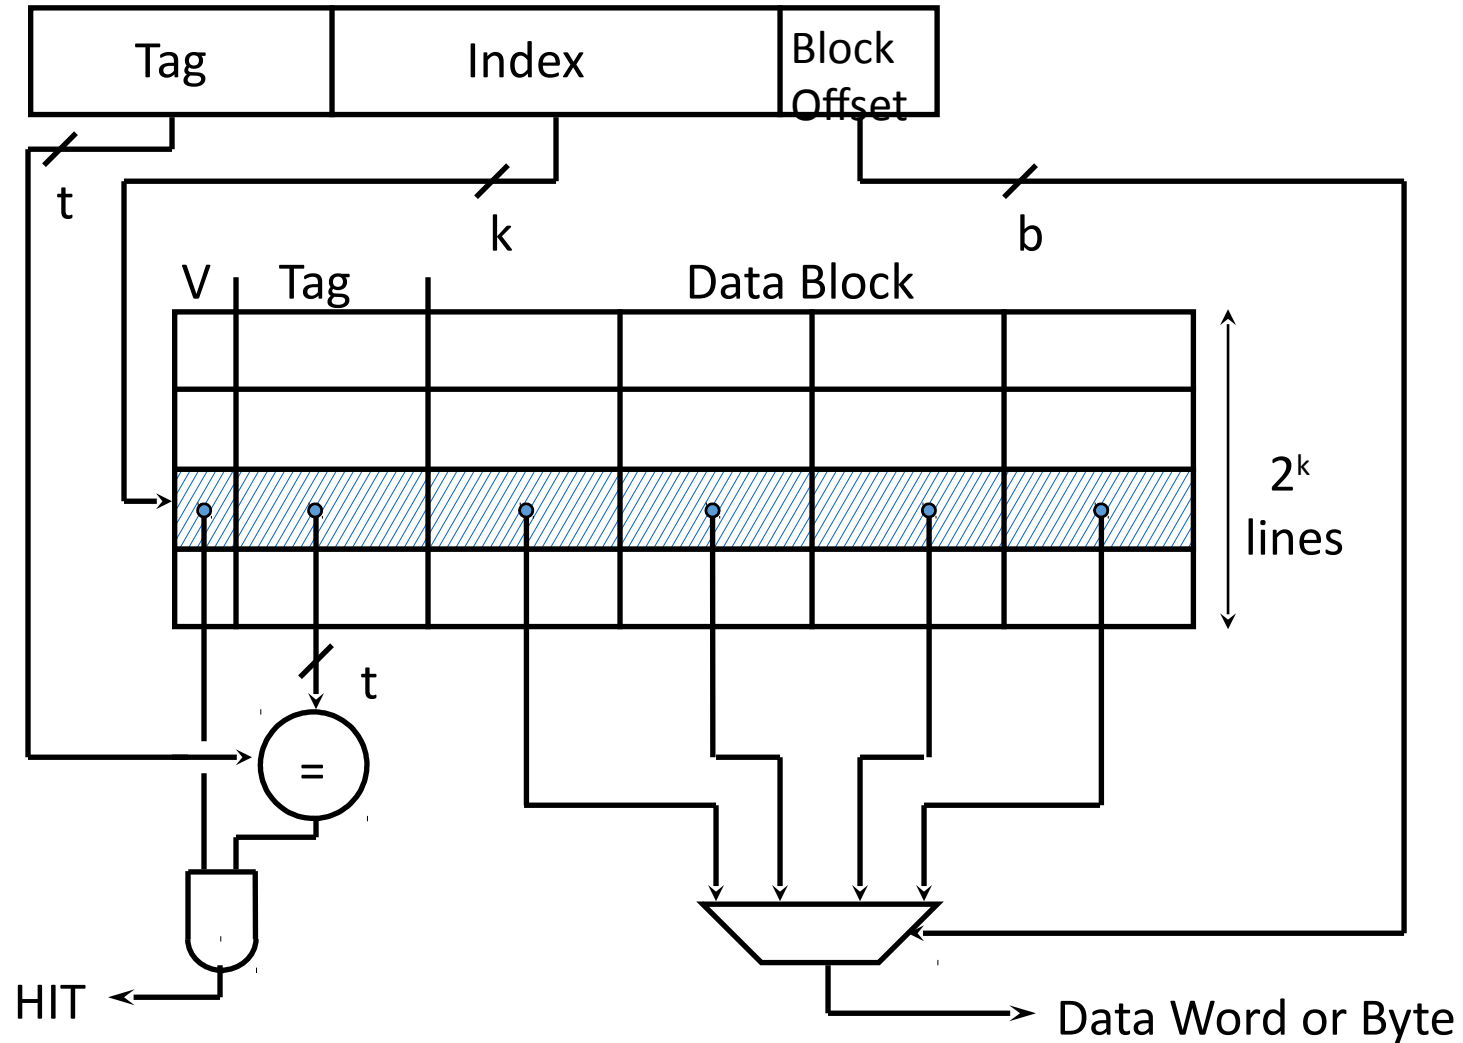 Tag
Index
Block
Offset
t
k
b
V
Tag
Data Block
2ᵏ
lines
t
=
HIT
Data Word or Byte